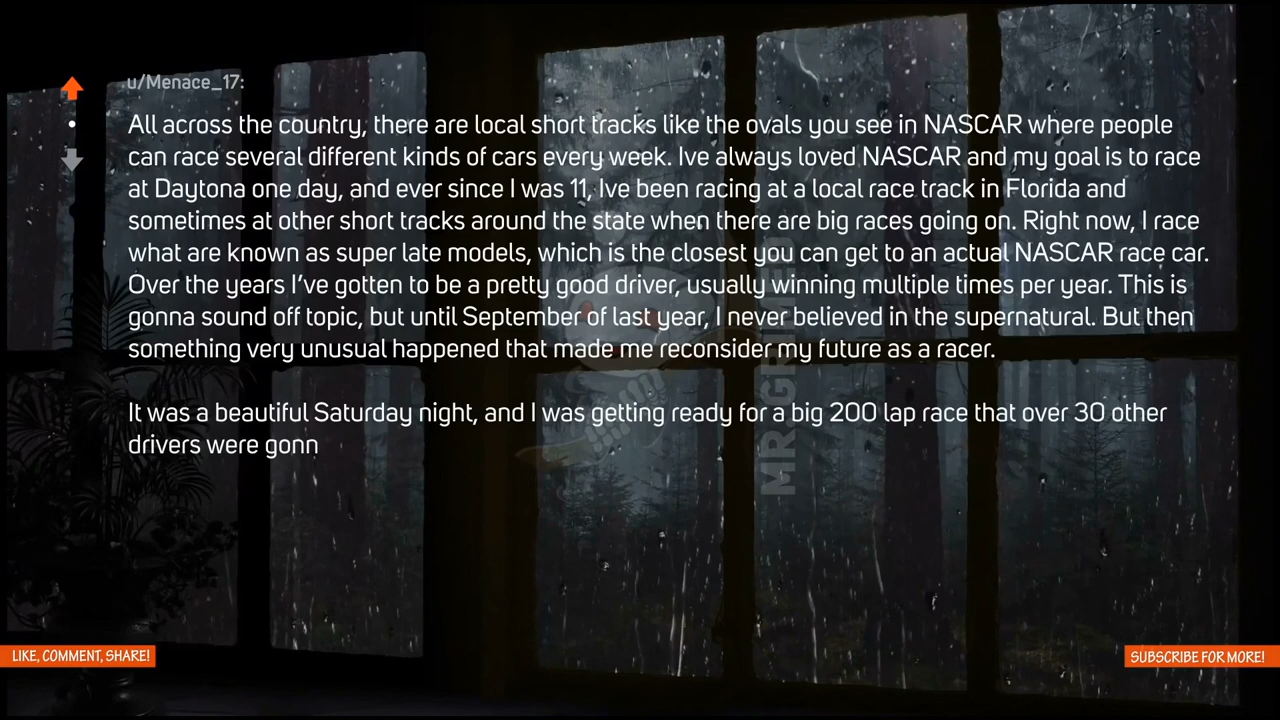 u/Menace_17:
All across the country, there are local short tracks like the ovals you see in NASCAR where people
can race several different kinds of cars every week. Ive always loved NASCAR and my goal is to race
at Daytona one day, and ever since I was 11, Ive been racing at a local race track in Florida and
sometimes at other short tracks around the state when there are big races going on. Right now, I race
what are known as super late models, which is the closest you can get to an actual NASCAR race car.
Over the years I’ve gotten to be a pretty good driver, usually winning multiple times per year. This is
gonna sound off topic, but until September of last year, I never believed in the supernatural. But then
something very unusual happened that made me reconsider my future as a racer.
It was a beautiful Saturday night, and I was getting ready for a big 200 lap race that over 30 other
drivers were gonn
MR.GRIMES
LIKE, COMMENT, SHARE!
SUBSCRIBE FOR MORE!